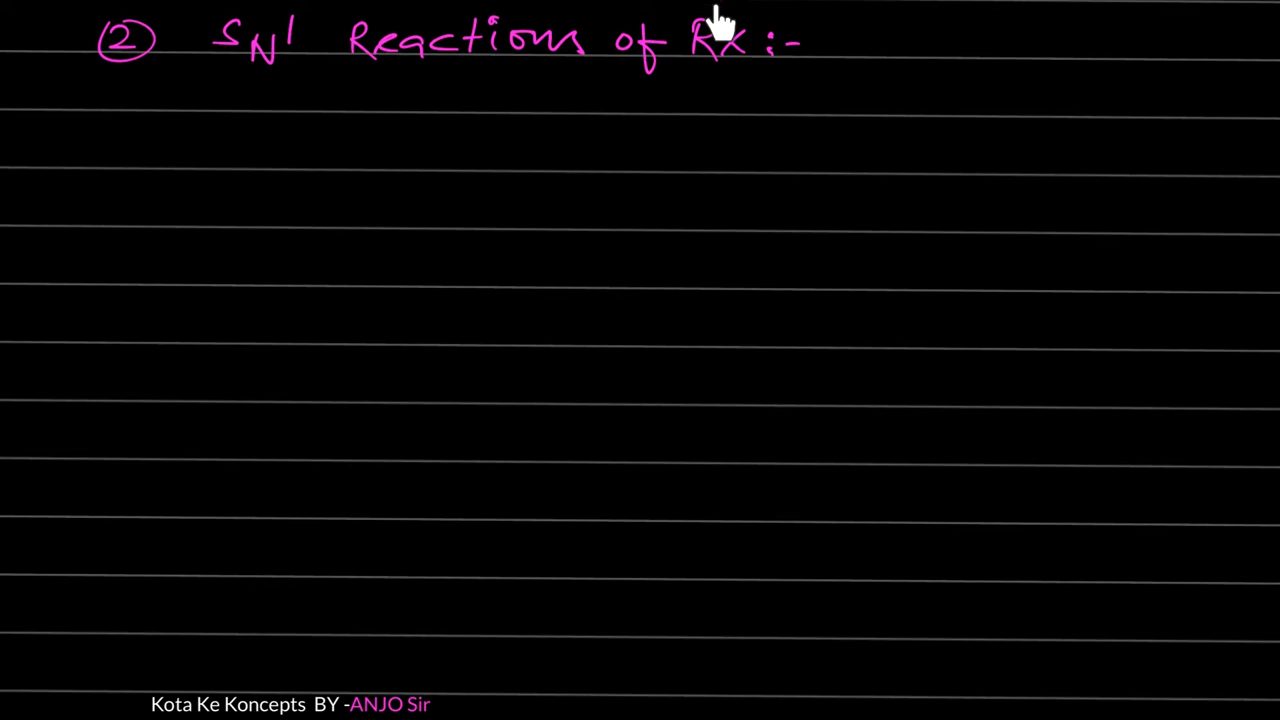 ② SN1 Reactions of RX :-
Kota Ke Koncepts BY -ANJO Sir